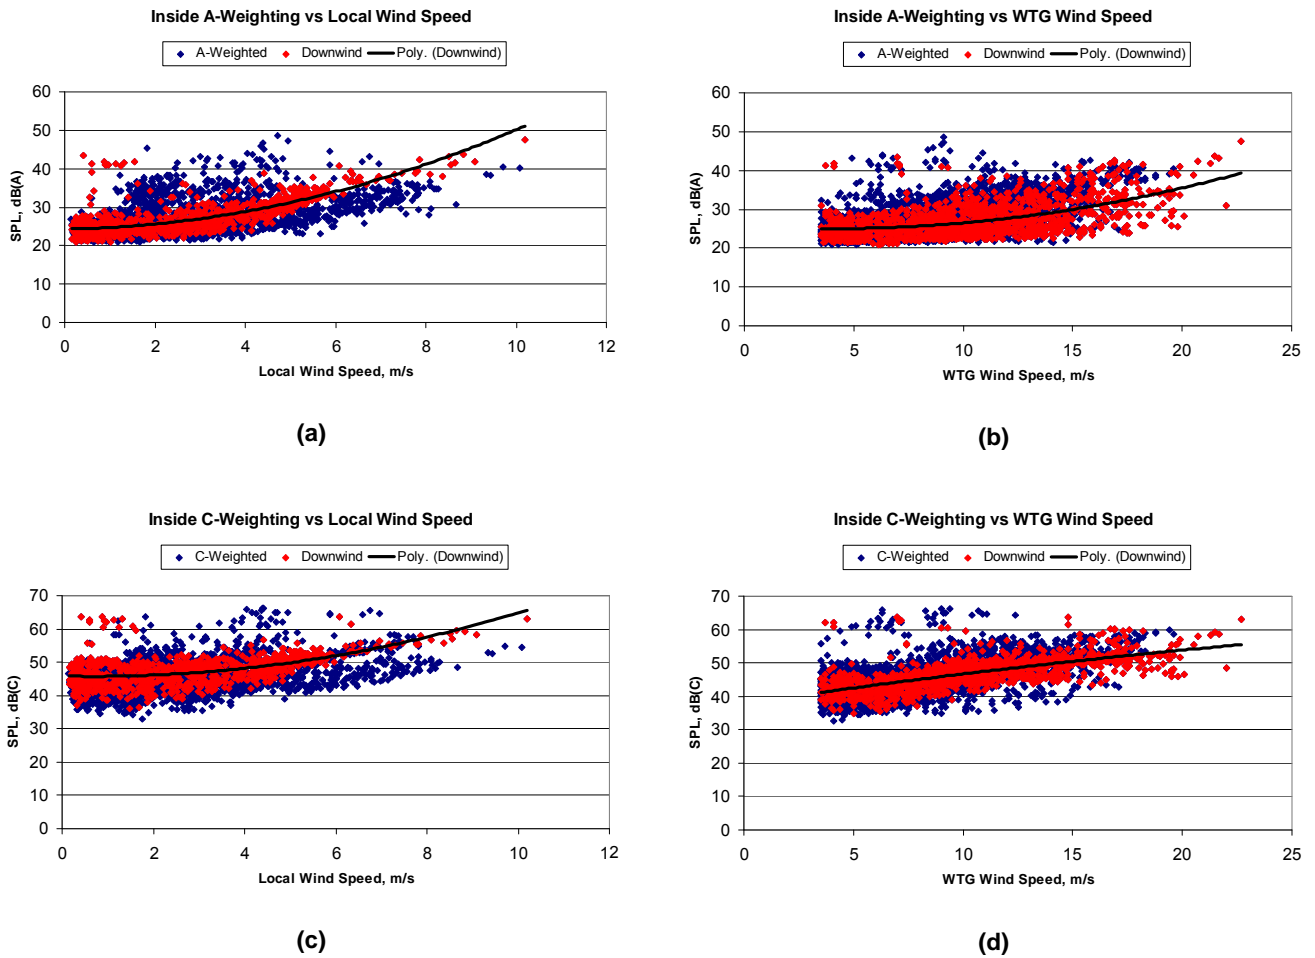 Inside A-Weighting vs Local Wind Speed
A-Weighted Downwind Poly. (Downwind)
60
50
40
30
20
10
0
SPL, dB(A)
0 2 4 6 8 10 12
Local Wind Speed, m/s
(a)
Inside A-Weighting vs WTG Wind Speed
A-Weighted Downwind Poly. (Downwind)
60
50
40
30
20
10
0
SPL, dB(A)
0 5 10 15 20 25
WTG Wind Speed, m/s
(b)
Inside C-Weighting vs Local Wind Speed
C-Weighted Downwind Poly. (Downwind)
70
60
50
40
30
20
10
0
SPL, dB(C)
0 2 4 6 8 10 12
Local Wind Speed, m/s
(c)
Inside C-Weighting vs WTG Wind Speed
C-Weighted Downwind Poly. (Downwind)
70
60
50
40
30
20
10
0
SPL, dB(C)
0 5 10 15 20 25
WTG Wind Speed, m/s
(d)